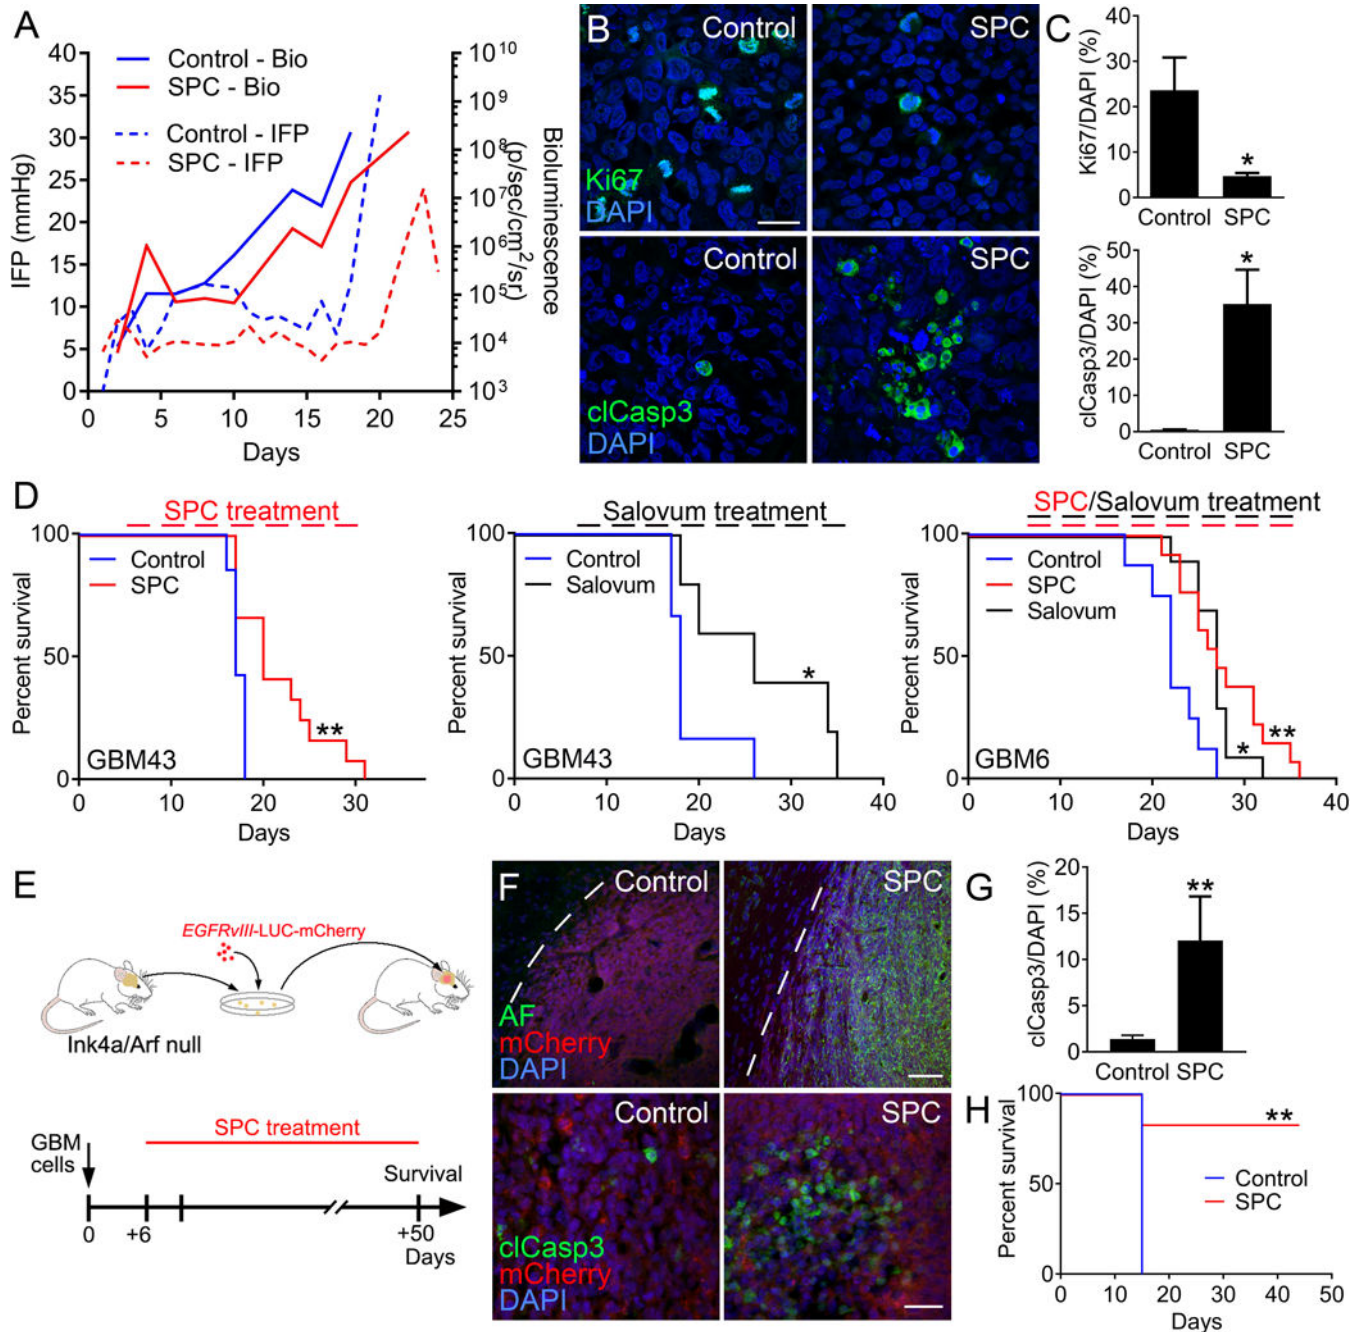 A
40
35
30
25
20
15
10
5
0
IFP (mmHg)
Control - Bio
SPC - Bio
Control - IFP
SPC - IFP
10^10
10^9
10^8
10^7
10^6
10^5
10^4
10^3
Bioluminescence
(p/sec/cm²/sr)
0 5 10 15 20 25
Days
B
Control
SPC
Ki67
DAPI
Control
SPC
clCasp3
DAPI
C
Ki67/DAPI (%)
40
30
20
10
0
*
Control SPC
clCasp3/DAPI (%)
50
40
30
20
10
0
*
Control SPC
D
SPC treatment
Percent survival
100
50
0
Control
SPC
**
GBM43
0 10 20 30
Days
Salovum treatment
Percent survival
100
50
0
Control
Salovum
*
GBM43
0 10 20 30 40
Days
SPC/Salovum treatment
Percent survival
100
50
0
Control
SPC
Salovum
*
**
GBM6
0 10 20 30 40
Days
E
EGFRvIII-LUC-mCherry
Ink4a/Arf null
SPC treatment
GBM
cells
Survival
0 +6 +50
Days
F
Control
SPC
AF
mCherry
DAPI
Control
SPC
clCasp3
mCherry
DAPI
G
clCasp3/DAPI (%)
20
15
10
5
0
**
Control SPC
H
Percent survival
100
50
0
**
Control
SPC
0 10 20 30 40 50
Days